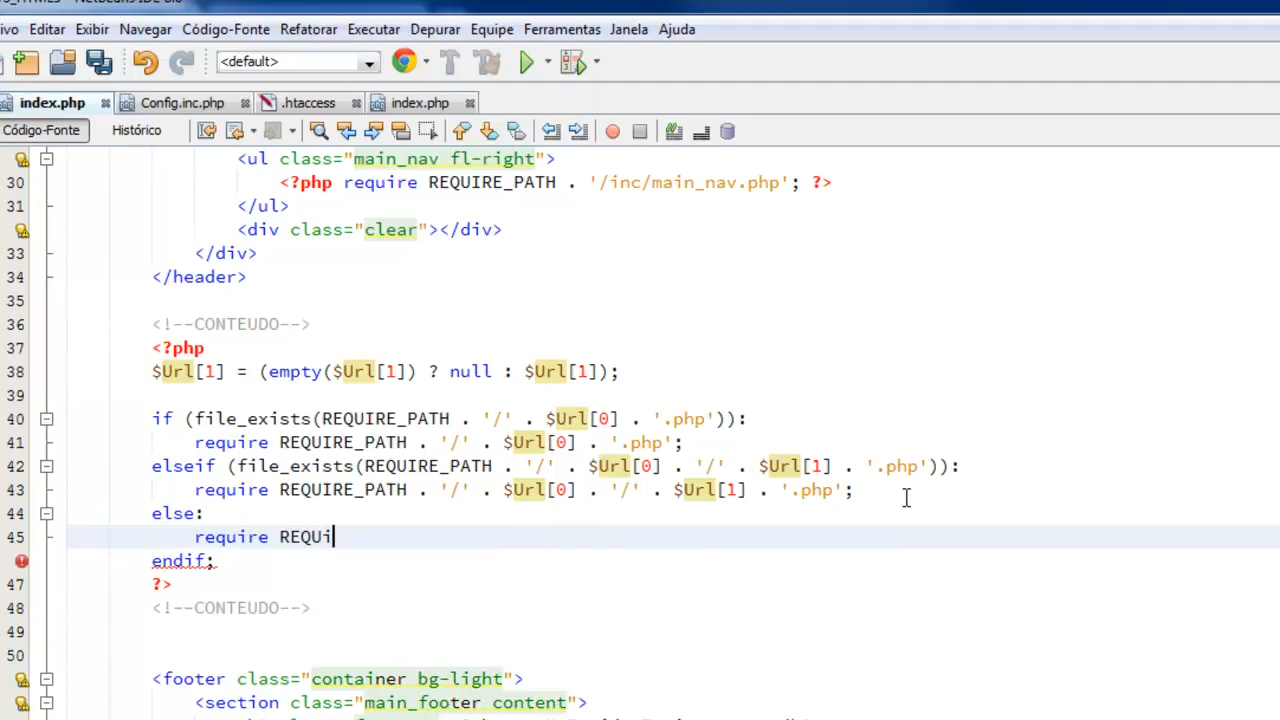 ivo Editar Exibir Navegar Código-Fonte Refatorar Executar Depurar Equipe Ferramentas Janela Ajuda
<default>
index.php Config.inc.php .htaccess index.php
Código-Fonte Histórico
<ul class="main_nav fl-right">
30 <?php require REQUIRE_PATH . '/inc/main_nav.php'; ?>
31 </ul>
<div class="clear"></div>
33 </div>
34 </header>
35
36 <!--CONTEUDO-->
37 <?php
38 $Url[1] = (empty($Url[1]) ? null : $Url[1]);
39
40 if (file_exists(REQUIRE_PATH . '/' . $Url[0] . '.php')):
41 require REQUIRE_PATH . '/' . $Url[0] . '.php';
42 elseif (file_exists(REQUIRE_PATH . '/' . $Url[0] . '/' . $Url[1] . '.php')):
43 require REQUIRE_PATH . '/' . $Url[0] . '/' . $Url[1] . '.php';
44 else:
45 require REQUi
endif;
47 ?>
48 <!--CONTEUDO-->
49
50
<footer class="container bg-light">
<section class="main_footer content">